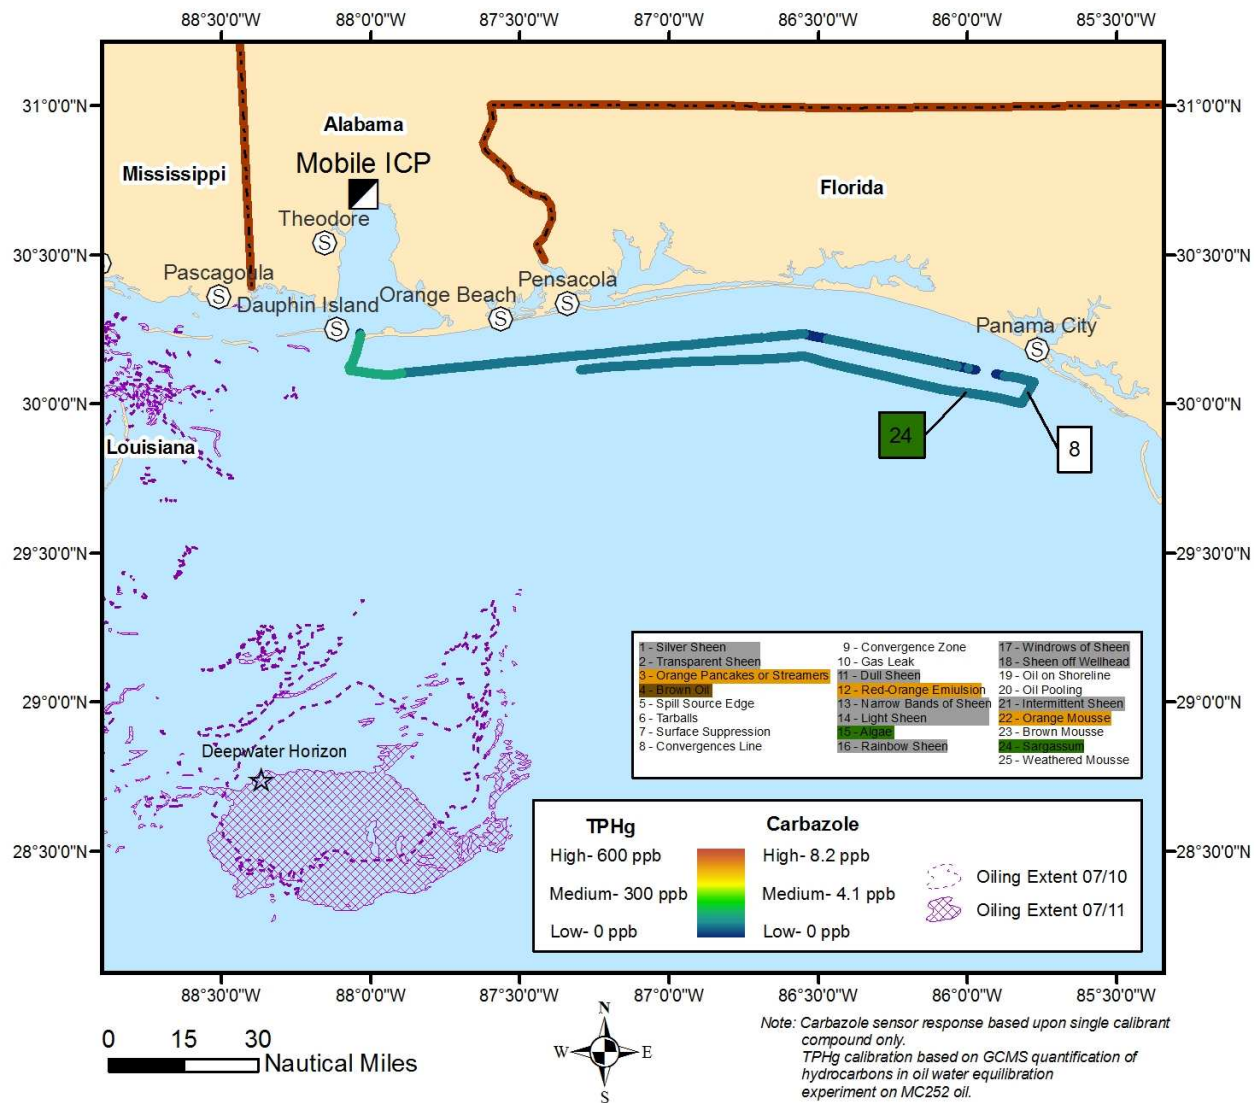 88°30'0"W 88°0'0"W 87°30'0"W 87°0'0"W 86°30'0"W 86°0'0"W 85°30'0"W
31°0'0"N 31°0'0"N
Alabama
Mobile ICP
Mississippi
Florida
Theodore
S
30°30'0"N 30°30'0"N
Pascagoula
S
Pensacola
S
Dauphin Island
S
Orange Beach
S
Panama City
S
30°0'0"N 30°0'0"N
24
8
Louisiana
29°30'0"N 29°30'0"N
1 - Silver Sheen
2 - Transparent Sheen
3 - Orange Pancakes or Streamers
4 - Brown Oil
5 - Spill Source Edge
6 - Tarballs
7 - Surface Suppression
8 - Convergences Line
9 - Convergence Zone
10 - Gas Leak
11 - Dull Sheen
12 - Red-Orange Emiulsion
13 - Narrow Bands of Sheen
14 - Light Sheen
15 - Algae
16 - Rainbow Sheen
17 - Windrows of Sheen
18 - Sheen off Wellhead
19 - Oil on Shoreline
20 - Oil Pooling
21 - Intermittent Sheen
22 - Orange Mousse
23 - Brown Mousse
24 - Sargassum
25 - Weathered Mousse
29°0'0"N 29°0'0"N
Deepwater Horizon
28°30'0"N 28°30'0"N
TPHg
High- 600 ppb
Medium- 300 ppb
Low- 0 ppb
Carbazole
High- 8.2 ppb
Medium- 4.1 ppb
Low- 0 ppb
Oiling Extent 07/10
Oiling Extent 07/11
88°30'0"W 88°0'0"W 87°30'0"W 87°0'0"W 86°30'0"W 86°0'0"W 85°30'0"W
0 15 30
Nautical Miles
N
W E
S
Note: Carbazole sensor response based upon single calibrant
compound only.
TPHg calibration based on GCMS quantification of
hydrocarbons in oil water equilibration
experiment on MC252 oil.